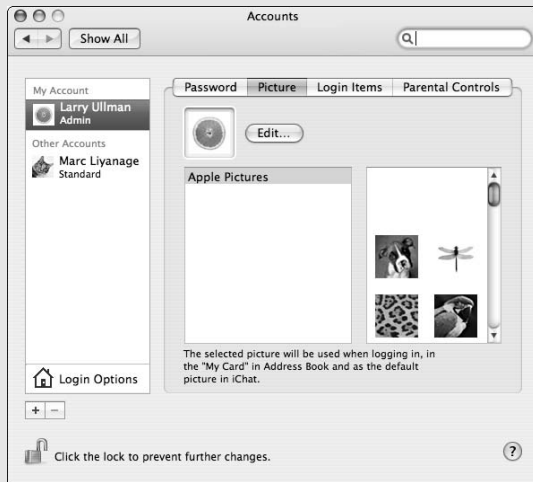 Accounts
Show All
My Account
Larry Ullman
Admin
Other Accounts
Marc Liyanage
Standard
Login Options
+ −
Password Picture Login Items Parental Controls
Edit...
Apple Pictures
The selected picture will be used when logging in, in
the "My Card" in Address Book and as the default
picture in iChat.
Click the lock to prevent further changes.
?